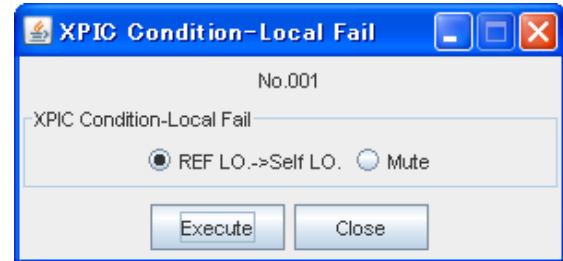 XPIC Condition-Local Fail
No.001
XPIC Condition-Local Fail
REF LO.->Self LO. Mute
Execute Close